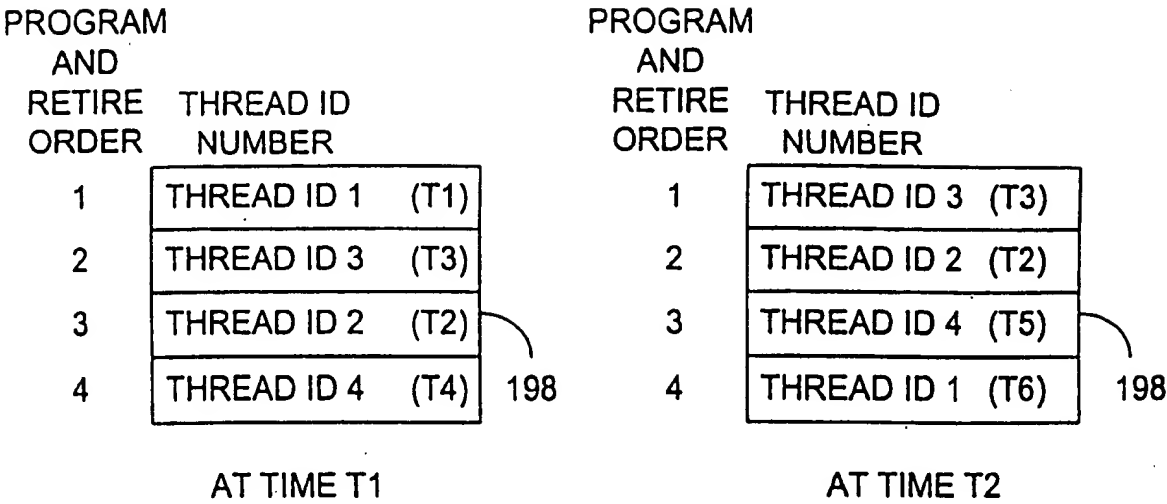 PROGRAM
AND
RETIRE THREAD ID
ORDER NUMBER
1 THREAD ID 1 (T1)
2 THREAD ID 3 (T3)
3 THREAD ID 2 (T2)
4 THREAD ID 4 (T4)
198
AT TIME T1
PROGRAM
AND
RETIRE THREAD ID
ORDER NUMBER
1 THREAD ID 3 (T3)
2 THREAD ID 2 (T2)
3 THREAD ID 4 (T5)
4 THREAD ID 1 (T6)
198
AT TIME T2